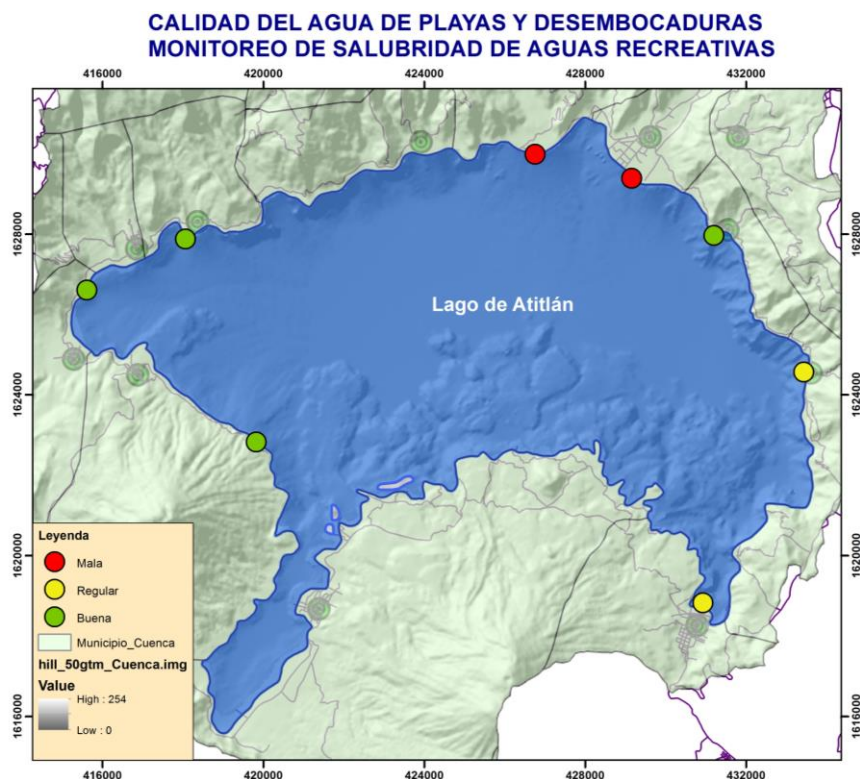 CALIDAD DEL AGUA DE PLAYAS Y DESEMBOCADURAS
MONITOREO DE SALUBRIDAD DE AGUAS RECREATIVAS
416000 420000 424000 428000 432000
1628000 1628000
Lago de Atitlán
1624000 1624000
1620000 1620000
1616000 1616000
Leyenda
Mala
Regular
Buena
Municipio_Cuenca
hill_50gtm_Cuenca.img
Value
High : 254
Low : 0
416000 420000 424000 428000 432000